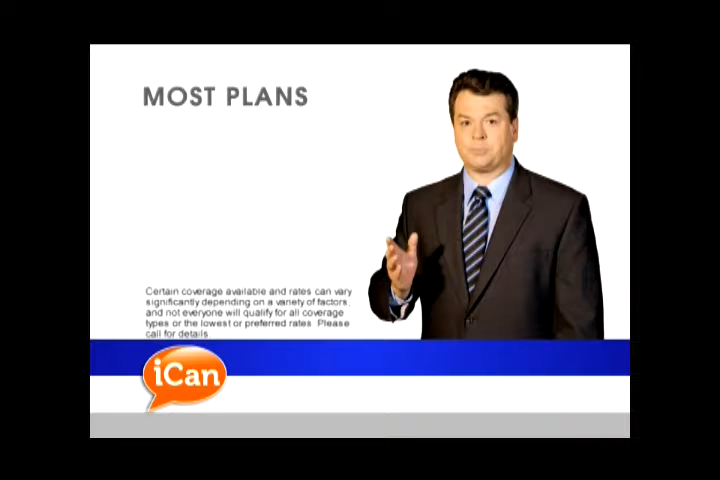 MOST PLANS
Certain coverage available and rates can vary
significantly depending on a variety of factors,
and not everyone will qualify for all coverage
types or the lowest or preferred rates. Please
call for details.
iCan